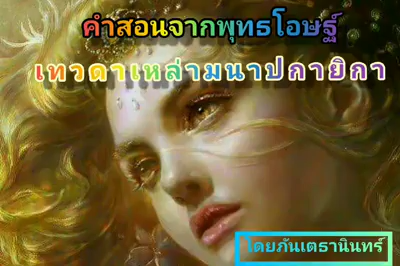 คำสอนจากพุทธโอษฐ์
เทวดาเหล่ามนาปกายิกา
โดยภันเตธานินทร์